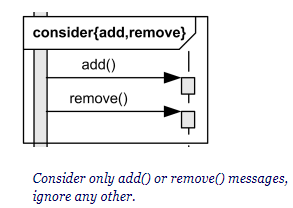 consider{add,remove}
add()
remove()
Consider only add() or remove() messages,
ignore any other.